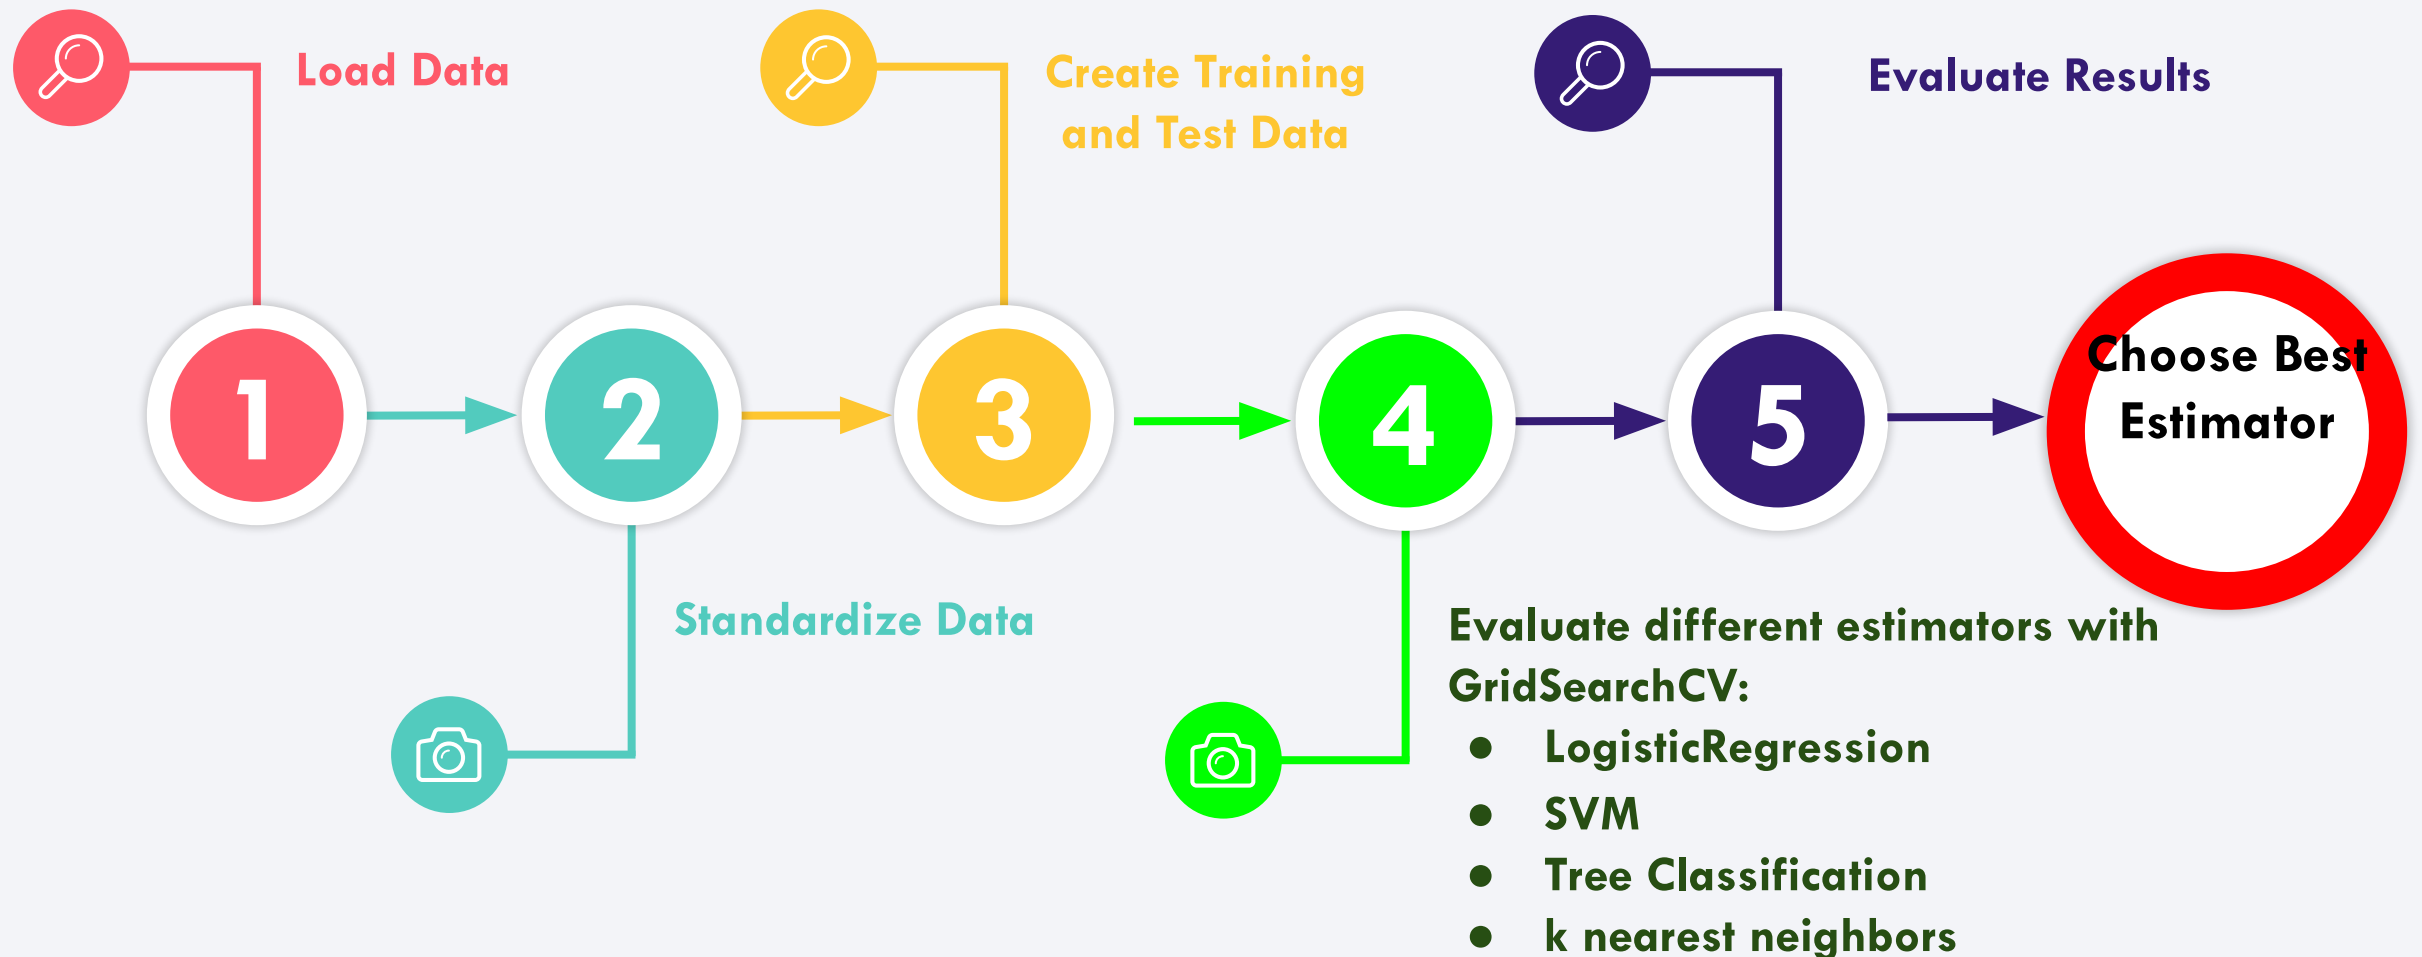 Load Data
Create Training
and Test Data
Evaluate Results
1
2
3
4
5
Choose Best
Estimator
Standardize Data
Evaluate different estimators with
GridSearchCV:
● LogisticRegression
● SVM
● Tree Classification
● k nearest neighbors